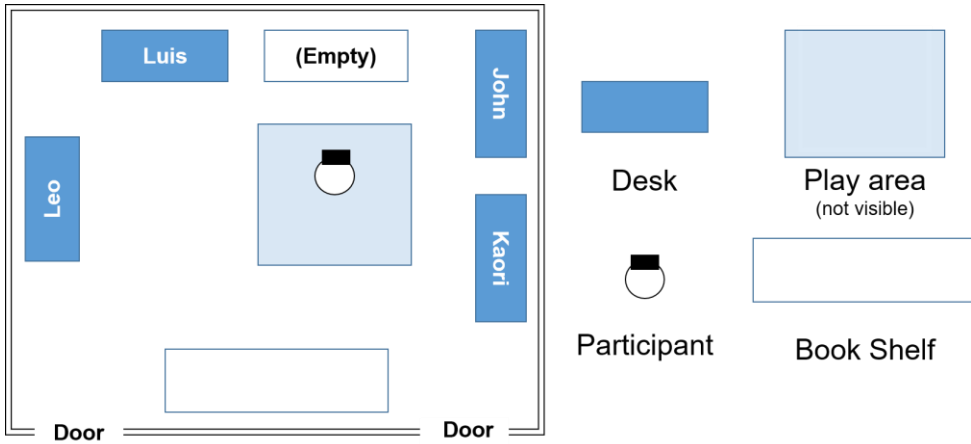 Luis
(Empty)
John
Leo
Kaori
Door
Door
Desk
Play area
(not visible)
Participant
Book Shelf